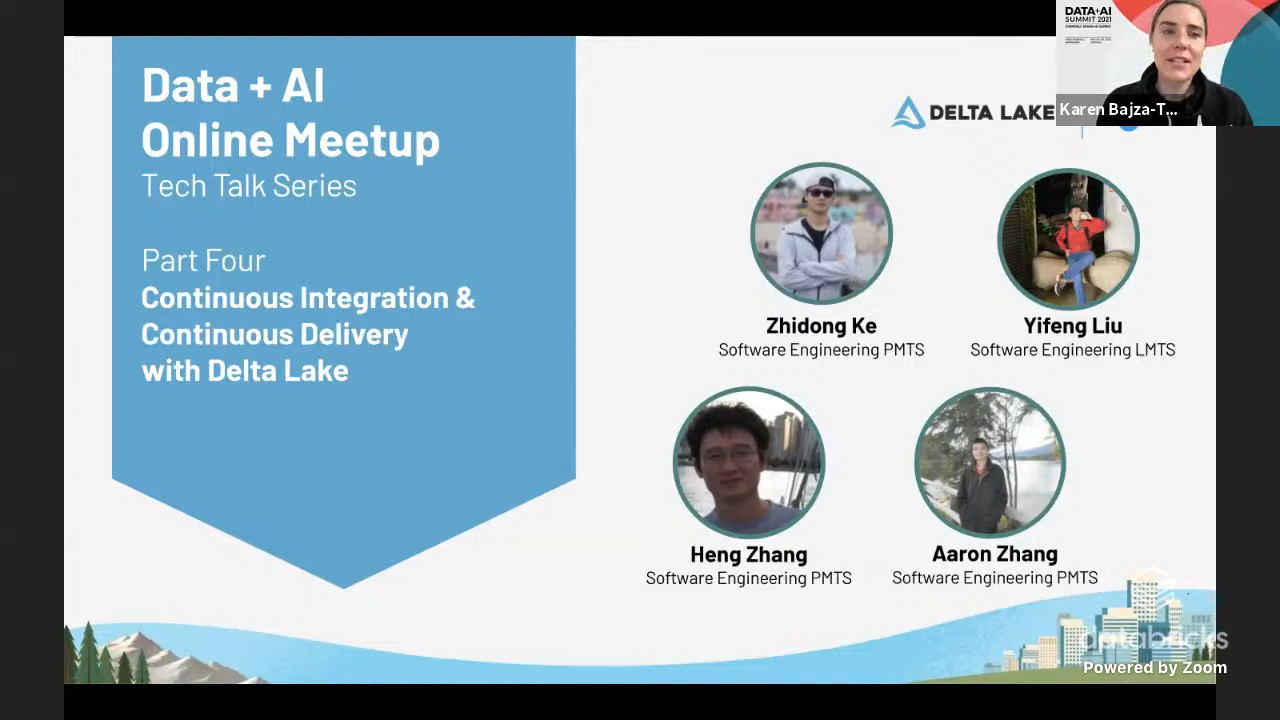 Data + AI
Online Meetup
Tech Talk Series
Part Four
Continuous Integration &
Continuous Delivery
with Delta Lake
DELTA LAKE
DATA+AI
SUMMIT 2021
Karen Bajza-T...
Zhidong Ke
Software Engineering PMTS
Yifeng Liu
Software Engineering LMTS
Heng Zhang
Software Engineering PMTS
Aaron Zhang
Software Engineering PMTS
databricks
Powered by Zoom